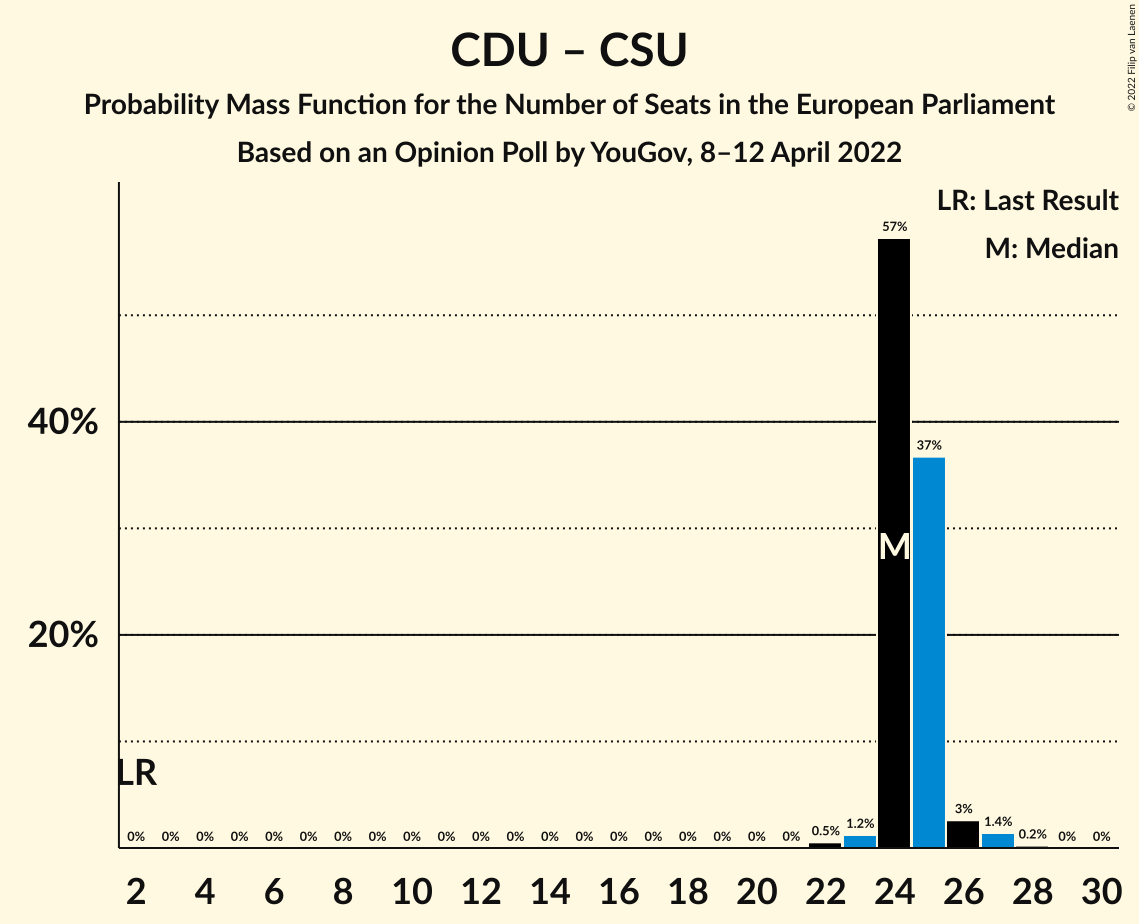 © 2022 Filip van Laenen
CDU – CSU
Probability Mass Function for the Number of Seats in the European Parliament
Based on an Opinion Poll by YouGov, 8–12 April 2022
LR: Last Result
M: Median
57%
40%
37%
M
20%
LR
0% 0% 0% 0% 0% 0% 0% 0% 0% 0% 0% 0% 0% 0% 0% 0% 0% 0% 0% 0% 0.5% 1.2% 3% 1.4% 0.2% 0% 0%
2 4 6 8 10 12 14 16 18 20 22 24 26 28 30